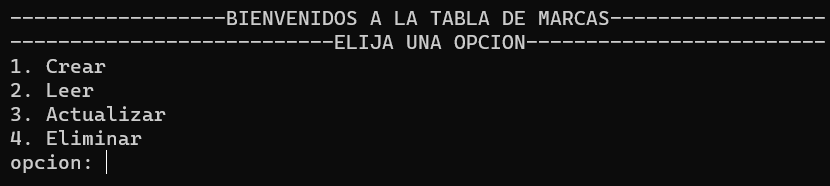 ------------------BIENVENIDOS A LA TABLA DE MARCAS------------------
---------------------------ELIJA UNA OPCION-------------------------
1. Crear
2. Leer
3. Actualizar
4. Eliminar
opcion: